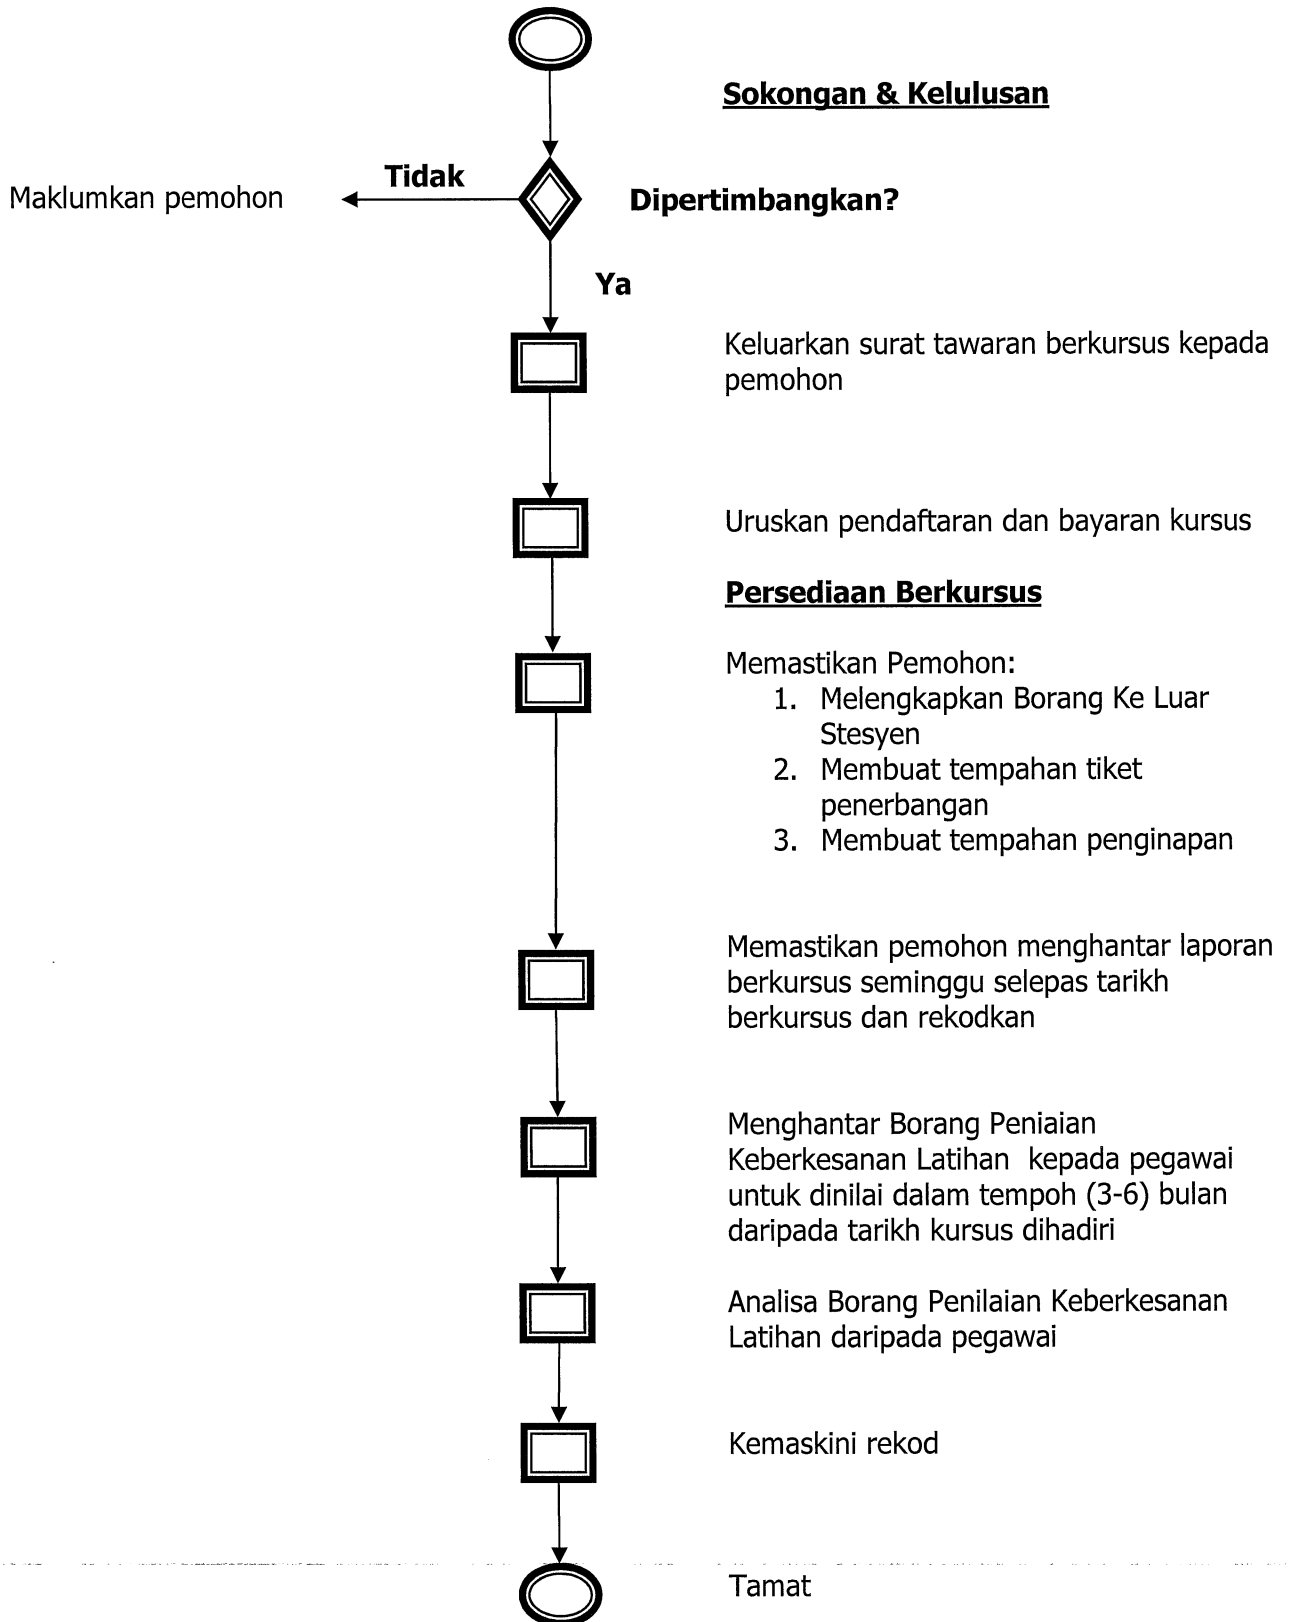 Sokongan & Kelulusan
Tidak
Maklumkan pemohon
Dipertimbangkan?
Ya
Keluarkan surat tawaran berkursus kepada
pemohon
Uruskan pendaftaran dan bayaran kursus
Persediaan Berkursus
Memastikan Pemohon:
1. Melengkapkan Borang Ke Luar
Stesyen
2. Membuat tempahan tiket
penerbangan
3. Membuat tempahan penginapan
Memastikan pemohon menghantar laporan
berkursus seminggu selepas tarikh
berkursus dan rekodkan
Menghantar Borang Peniaian
Keberkesanan Latihan kepada pegawai
untuk dinilai dalam tempoh (3-6) bulan
daripada tarikh kursus dihadiri
Analisa Borang Penilaian Keberkesanan
Latihan daripada pegawai
Kemaskini rekod
Tamat